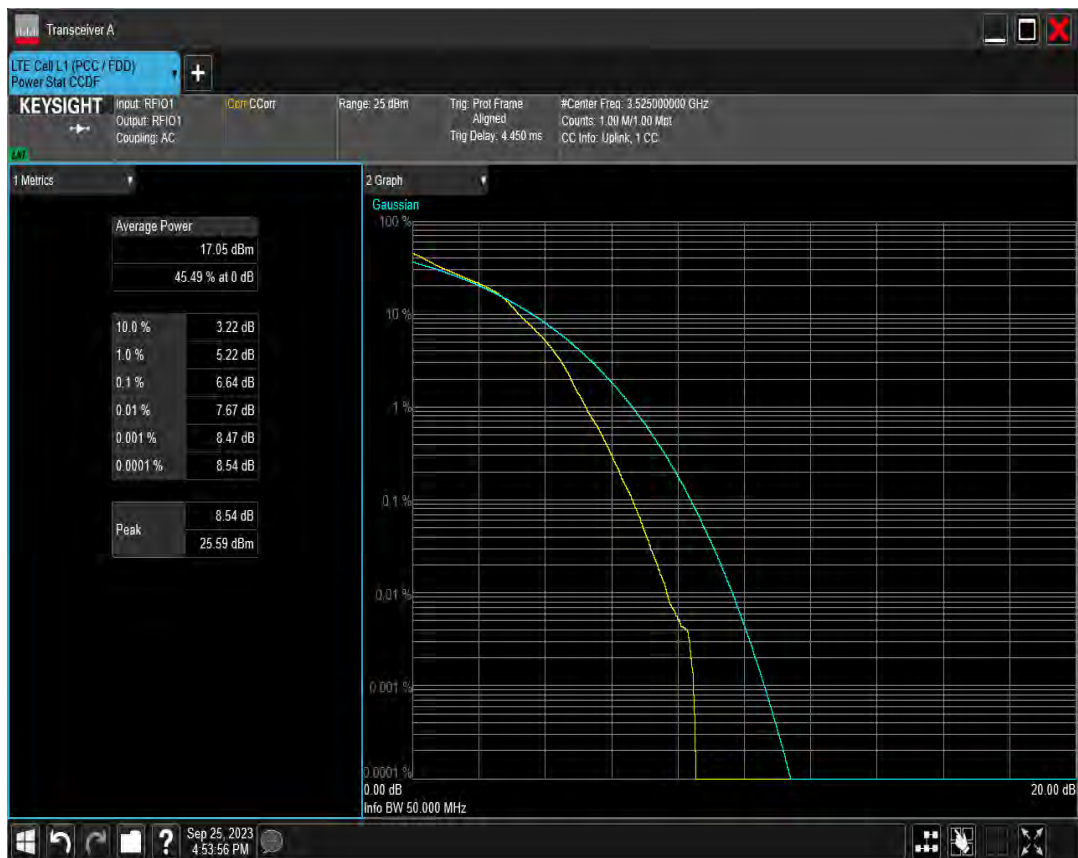 Transceiver A
LTE Cell L1 (PCC / FDD)
Power Stat CCDF
+
KEYSIGHT
Input: RFIO1
Output: RFIO1
Coupling: AC
Corr CCorr
Range: 25 dBm
Trig: Prot Frame
Aligned
Trig Delay: 4.450 ms
#Center Freq: 3.525000000 GHz
Counts: 1.00 M/1.00 Mpt
CC Info: Uplink, 1 CC
LXI
1 Metrics
Average Power
17.05 dBm
45.49 % at 0 dB
10.0 % 3.22 dB
1.0 % 5.22 dB
0.1 % 6.64 dB
0.01 % 7.67 dB
0.001 % 8.47 dB
0.0001 % 8.54 dB
Peak
8.54 dB
25.59 dBm
2 Graph
Gaussian
100 %
10 %
1 %
0.1 %
0.01 %
0.001 %
0.0001 %
0.00 dB 20.00 dB
Info BW 50.000 MHz
?
Sep 25, 2023
4:53:56 PM